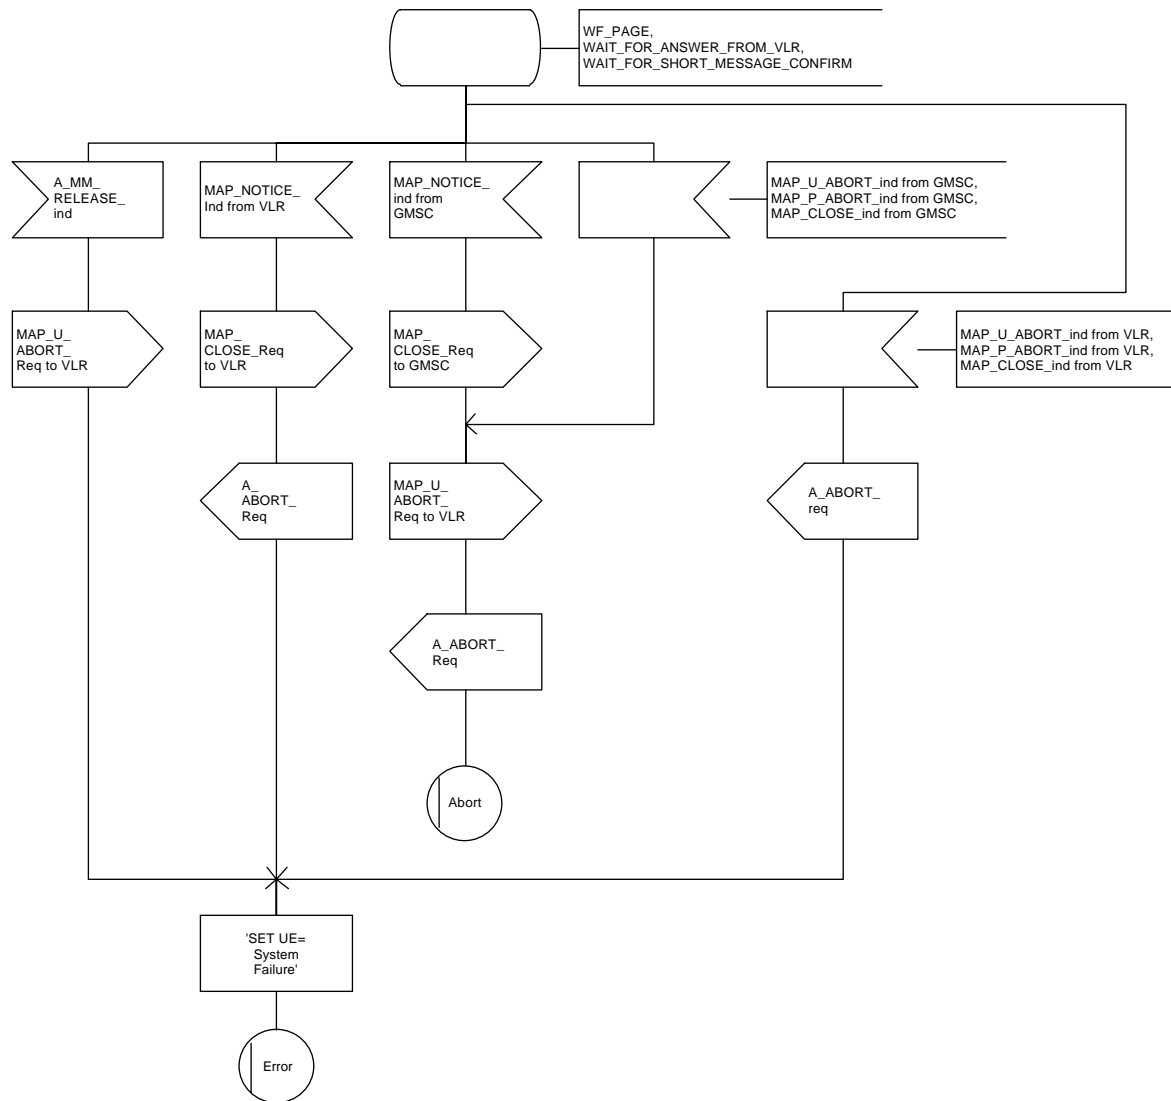 WF_PAGE,
WAIT_FOR_ANSWER_FROM_VLR,
WAIT_FOR_SHORT_MESSAGE_CONFIRM
A_MM_
RELEASE_
ind
MAP_NOTICE_
Ind from VLR
MAP_NOTICE_
ind from
GMSC
MAP_U_ABORT_ind from GMSC,
MAP_P_ABORT_ind from GMSC,
MAP_CLOSE_ind from GMSC
MAP_U_
ABORT_
Req to VLR
MAP_
CLOSE_Req
to VLR
MAP_
CLOSE_Req
to GMSC
MAP_U_ABORT_ind from VLR,
MAP_P_ABORT_ind from VLR,
MAP_CLOSE_ind from VLR
A_
ABORT_
Req
MAP_U_
ABORT_
Req to VLR
A_ABORT_
req
A_ABORT_
Req
Abort
'SET UE=
System
Failure'
Error